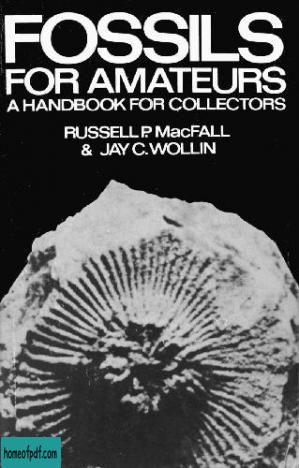 FOSSILS
FOR AMATEURS
A HANDBOOK FOR COLLECTORS
RUSSELL P. MacFALL
& JAY C. WOLLIN
homeofpdf.com